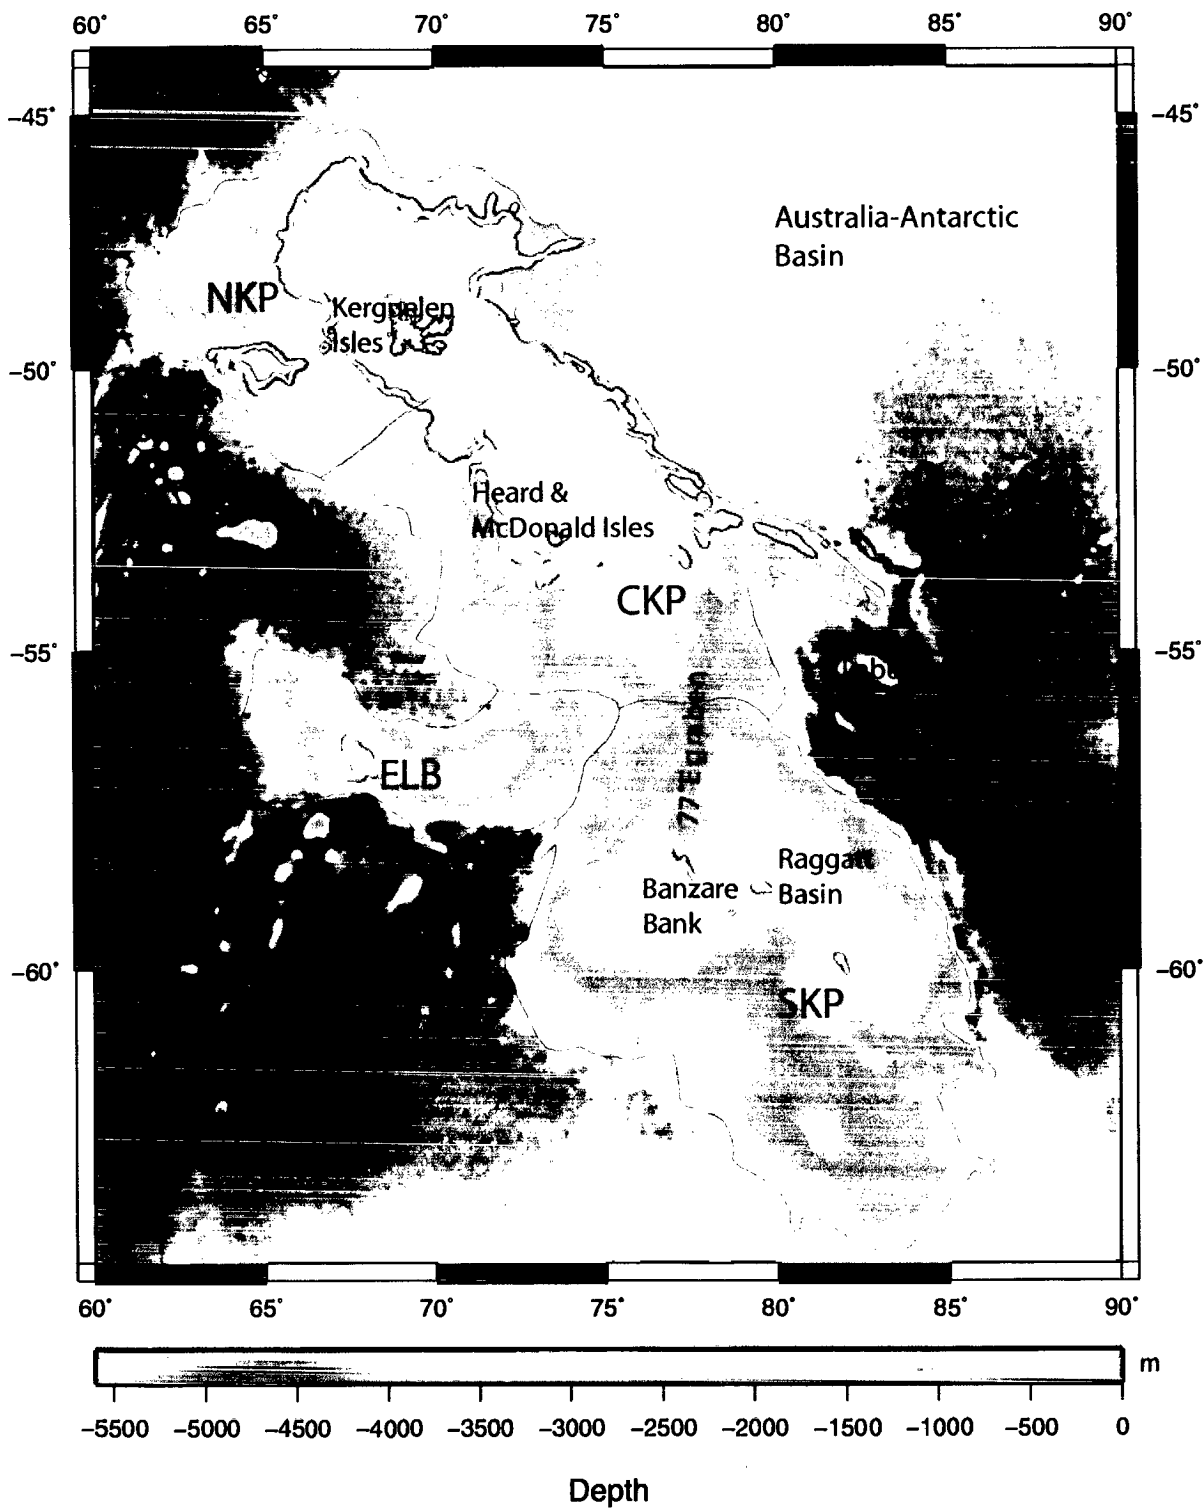 60° 65° 70° 75° 80° 85° 90°
−45° −45°
Australia-Antarctic
Basin
NKP
Kerguelen
Isles
−50° −50°
Heard &
McDonald Isles
CKP
−55° −55°
77°E graben
ELB
Raggatt
Basin
Banzare
Bank
−60° −60°
SKP
60° 65° 70° 75° 80° 85° 90°
m
−5500 −5000 −4500 −4000 −3500 −3000 −2500 −2000 −1500 −1000 −500 0
Depth